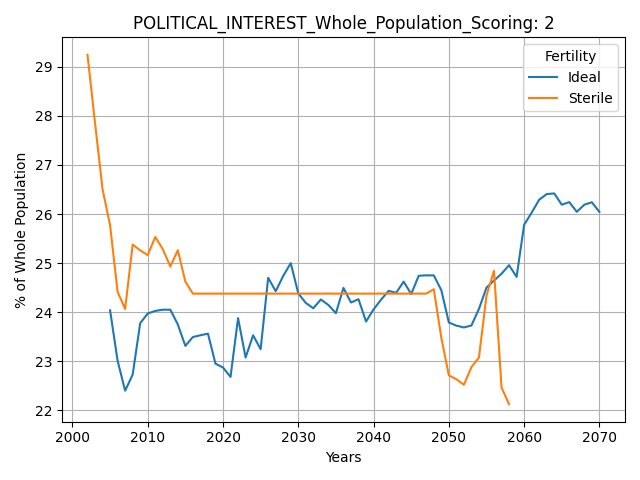 POLITICAL_INTEREST_Whole_Population_Scoring: 2
Fertility
Ideal
Sterile
% of Whole Population
29
28
27
26
25
24
23
22
2000 2010 2020 2030 2040 2050 2060 2070
Years